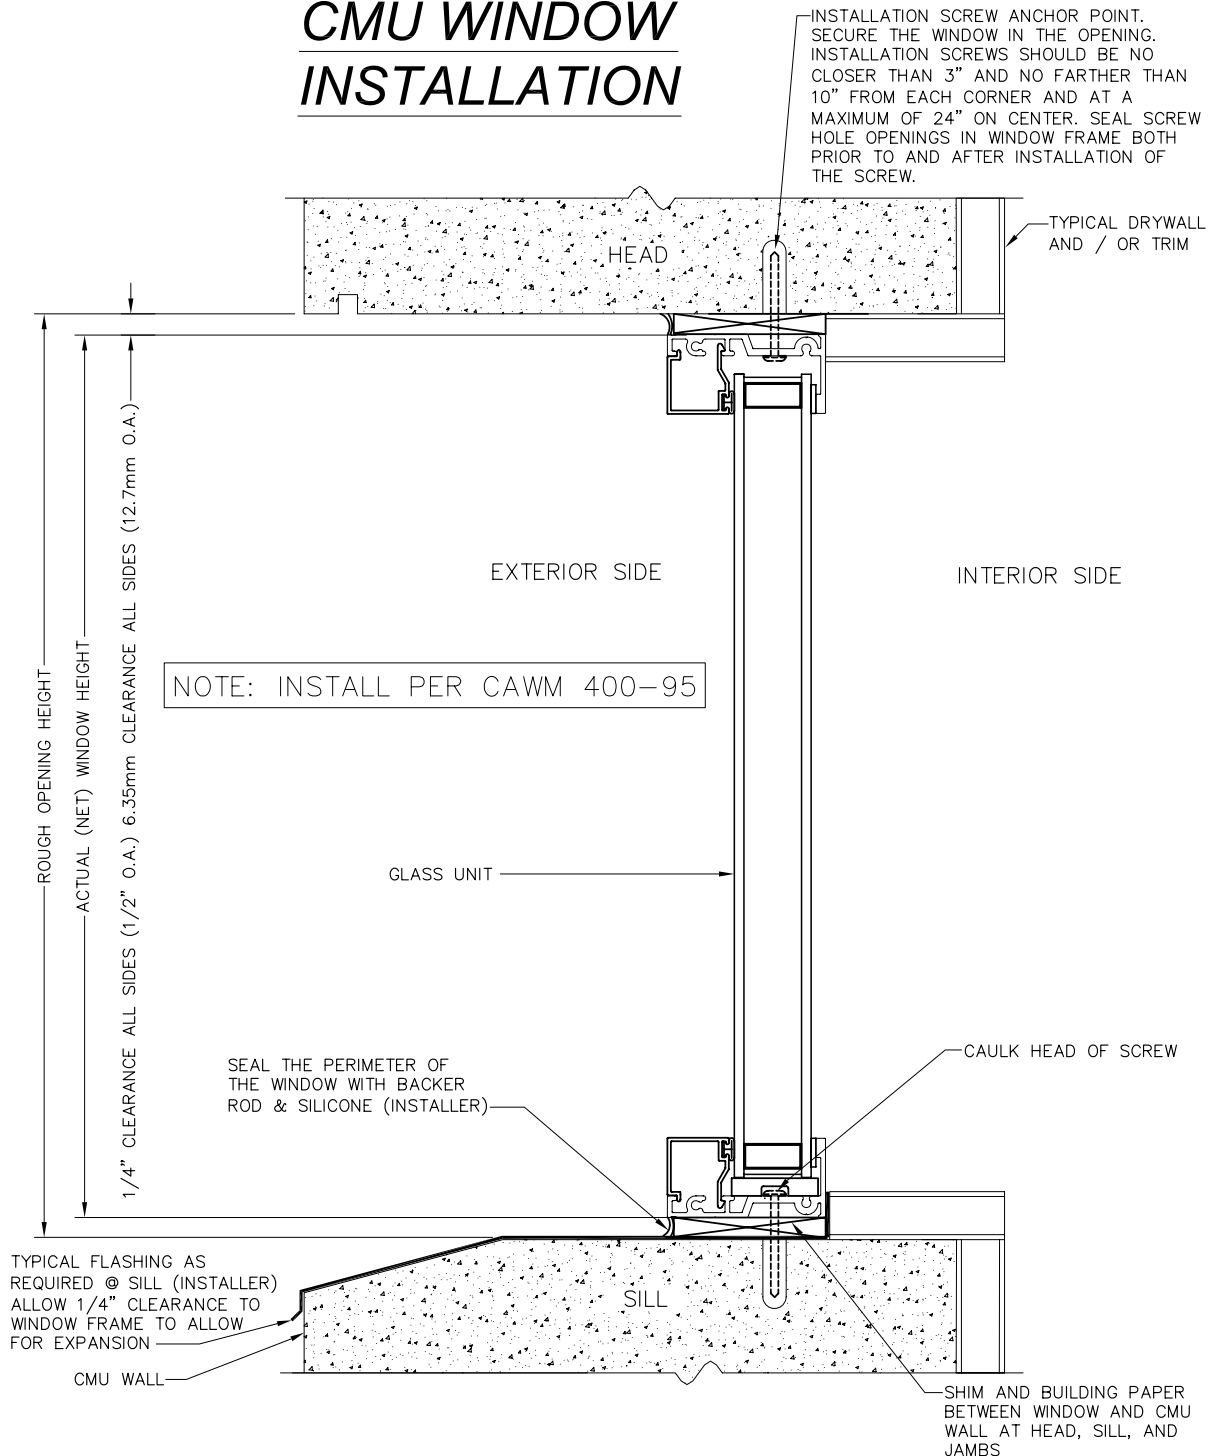 CMU WINDOW
INSTALLATION
INSTALLATION SCREW ANCHOR POINT.
SECURE THE WINDOW IN THE OPENING.
INSTALLATION SCREWS SHOULD BE NO
CLOSER THAN 3" AND NO FARTHER THAN
10" FROM EACH CORNER AND AT A
MAXIMUM OF 24" ON CENTER. SEAL SCREW
HOLE OPENINGS IN WINDOW FRAME BOTH
PRIOR TO AND AFTER INSTALLATION OF
THE SCREW.
TYPICAL DRYWALL
AND / OR TRIM
HEAD
EXTERIOR SIDE
INTERIOR SIDE
NOTE: INSTALL PER CAWM 400-95
ROUGH OPENING HEIGHT
ACTUAL (NET) WINDOW HEIGHT
1/4" CLEARANCE ALL SIDES (1/2" O.A.) 6.35mm CLEARANCE ALL SIDES (12.7mm O.A.)
GLASS UNIT
SEAL THE PERIMETER OF
THE WINDOW WITH BACKER
ROD & SILICONE (INSTALLER)
CAULK HEAD OF SCREW
TYPICAL FLASHING AS
REQUIRED @ SILL (INSTALLER)
ALLOW 1/4" CLEARANCE TO
WINDOW FRAME TO ALLOW
FOR EXPANSION
CMU WALL
SILL
SHIM AND BUILDING PAPER
BETWEEN WINDOW AND CMU
WALL AT HEAD, SILL, AND
JAMBS